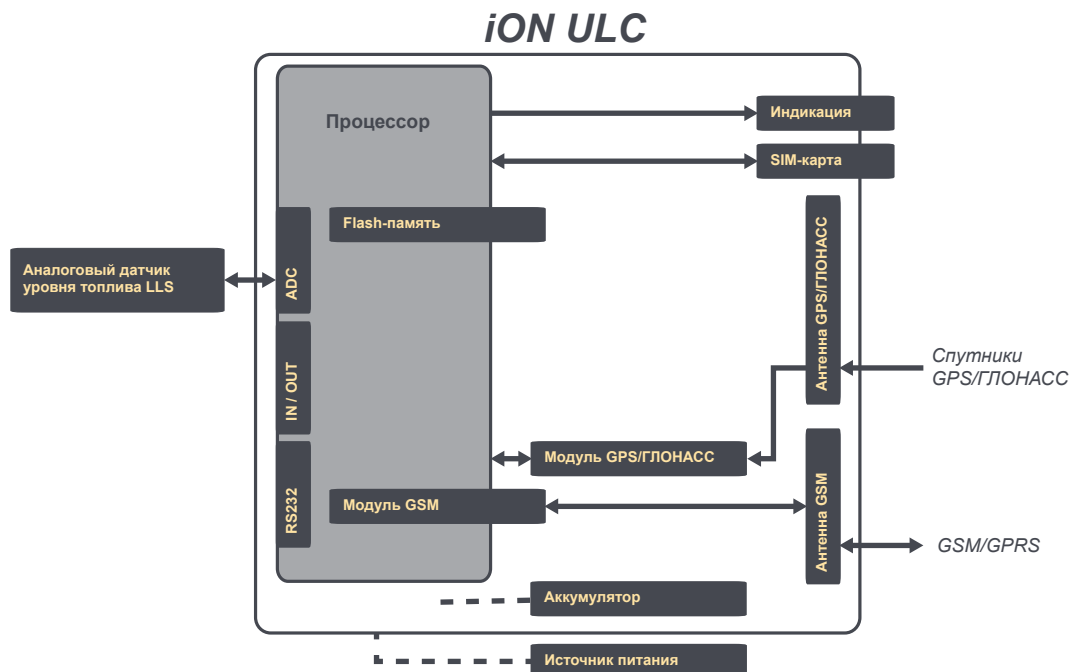 iON ULC
Процессор
Индикация
SIM-карта
Flash-память
Аналоговый датчик
уровня топлива LLS
ADC
Антенна GPS/ГЛОНАСС
Спутники
GPS/ГЛОНАСС
IN / OUT
Модуль GPS/ГЛОНАСС
RS232
Модуль GSM
Антенна GSM
GSM/GPRS
Аккумулятор
Источник питания